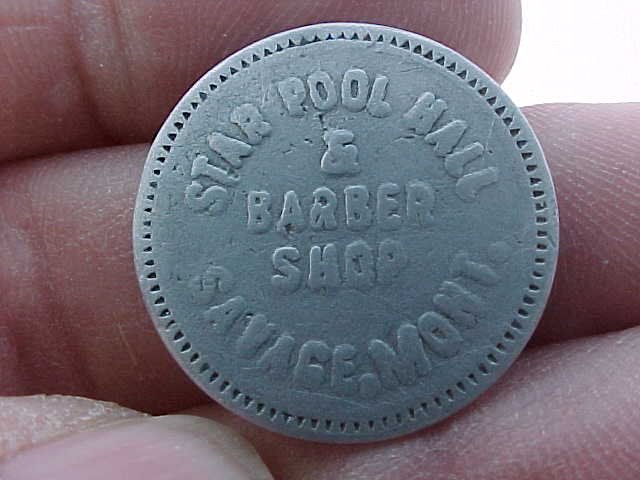 STAR POOL HALL
&
BARBER
SHOP
SAVAGE, MONT.